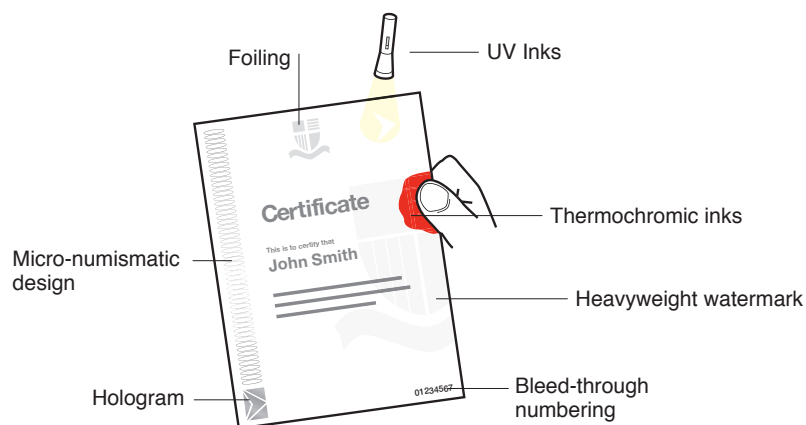 Foiling
UV Inks
Certificate
This is to certify that
John Smith
Thermochromic inks
Micro-numismatic
design
Heavyweight watermark
Hologram
01234567
Bleed-through
numbering